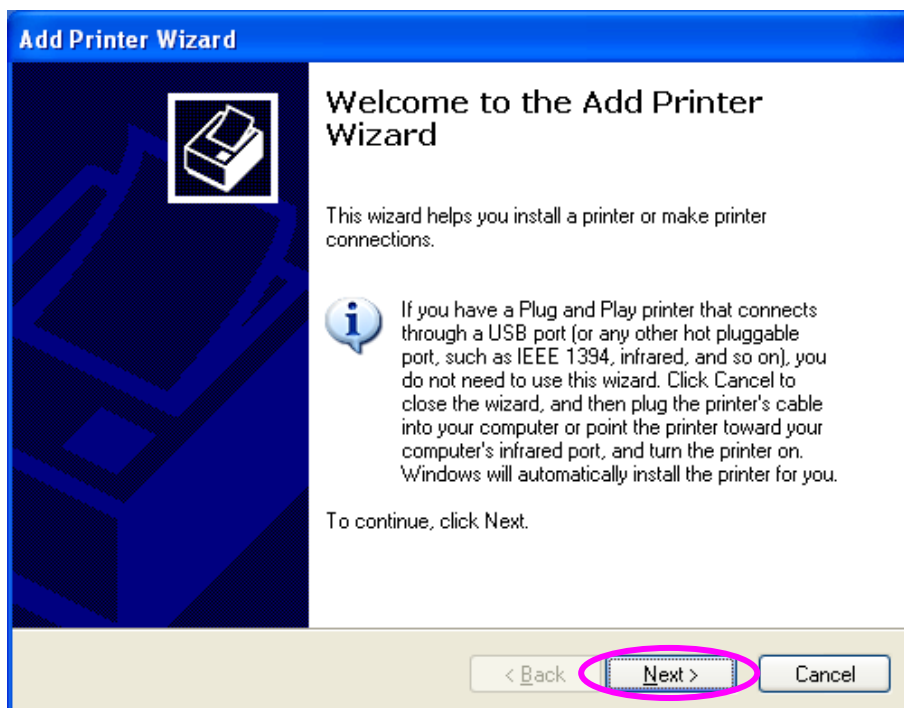 Add Printer Wizard
Welcome to the Add Printer
Wizard
This wizard helps you install a printer or make printer
connections.
If you have a Plug and Play printer that connects
through a USB port (or any other hot pluggable
port, such as IEEE 1394, infrared, and so on), you
do not need to use this wizard. Click Cancel to
close the wizard, and then plug the printer's cable
into your computer or point the printer toward your
computer's infrared port, and turn the printer on.
Windows will automatically install the printer for you.
To continue, click Next.
< Back Next > Cancel